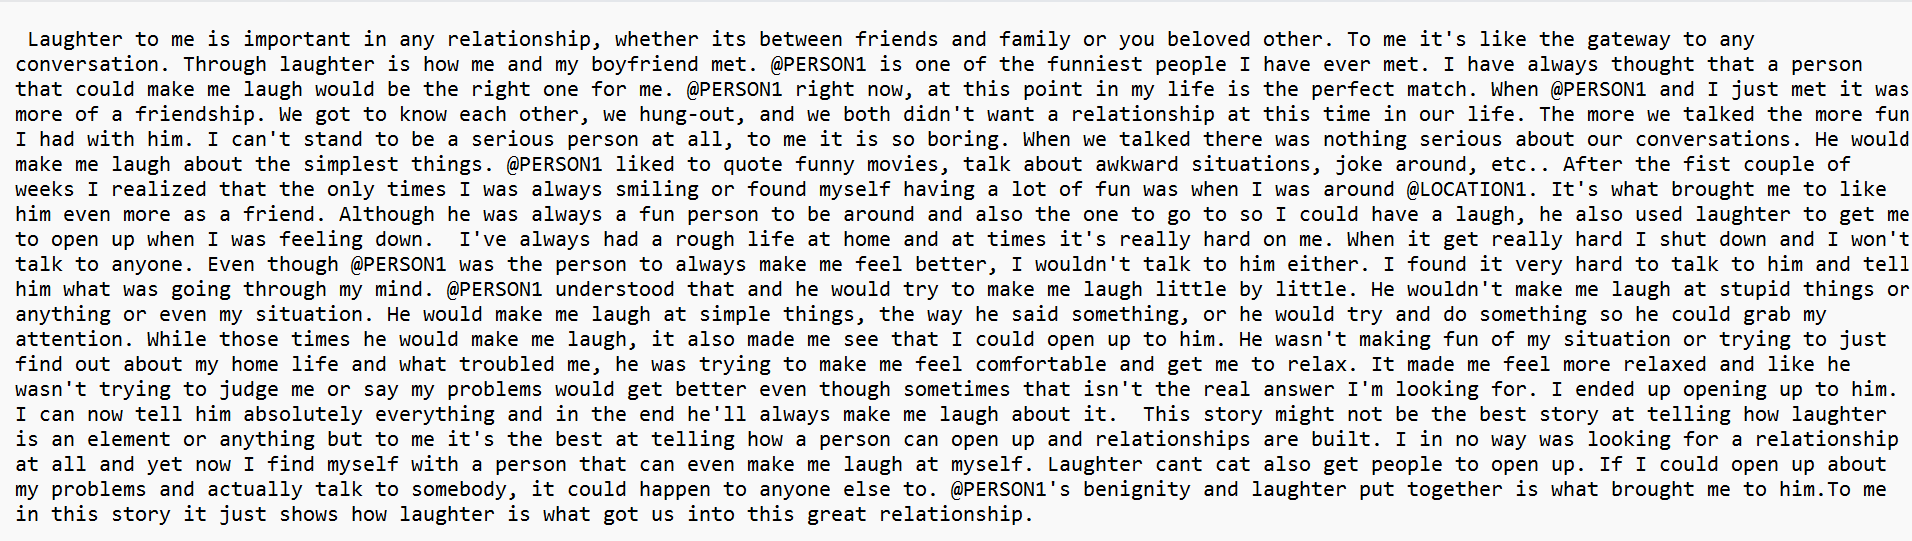 Laughter to me is important in any relationship, whether its between friends and family or you beloved other. To me it's like the gateway to any
conversation. Through laughter is how me and my boyfriend met. @PERSON1 is one of the funniest people I have ever met. I have always thought that a person
that could make me laugh would be the right one for me. @PERSON1 right now, at this point in my life is the perfect match. When @PERSON1 and I just met it was
more of a friendship. We got to know each other, we hung-out, and we both didn't want a relationship at this time in our life. The more we talked the more fun
I had with him. I can't stand to be a serious person at all, to me it is so boring. When we talked there was nothing serious about our conversations. He would
make me laugh about the simplest things. @PERSON1 liked to quote funny movies, talk about awkward situations, joke around, etc.. After the fist couple of
weeks I realized that the only times I was always smiling or found myself having a lot of fun was when I was around @LOCATION1. It's what brought me to like
him even more as a friend. Although he was always a fun person to be around and also the one to go to so I could have a laugh, he also used laughter to get me
to open up when I was feeling down.  I've always had a rough life at home and at times it's really hard on me. When it get really hard I shut down and I won't
talk to anyone. Even though @PERSON1 was the person to always make me feel better, I wouldn't talk to him either. I found it very hard to talk to him and tell
him what was going through my mind. @PERSON1 understood that and he would try to make me laugh little by little. He wouldn't make me laugh at stupid things or
anything or even my situation. He would make me laugh at simple things, the way he said something, or he would try and do something so he could grab my
attention. While those times he would make me laugh, it also made me see that I could open up to him. He wasn't making fun of my situation or trying to just
find out about my home life and what troubled me, he was trying to make me feel comfortable and get me to relax. It made me feel more relaxed and like he
wasn't trying to judge me or say my problems would get better even though sometimes that isn't the real answer I'm looking for. I ended up opening up to him.
I can now tell him absolutely everything and in the end he'll always make me laugh about it.  This story might not be the best story at telling how laughter
is an element or anything but to me it's the best at telling how a person can open up and relationships are built. I in no way was looking for a relationship
at all and yet now I find myself with a person that can even make me laugh at myself. Laughter cant cat also get people to open up. If I could open up about
my problems and actually talk to somebody, it could happen to anyone else to. @PERSON1's benignity and laughter put together is what brought me to him.To me
in this story it just shows how laughter is what got us into this great relationship.